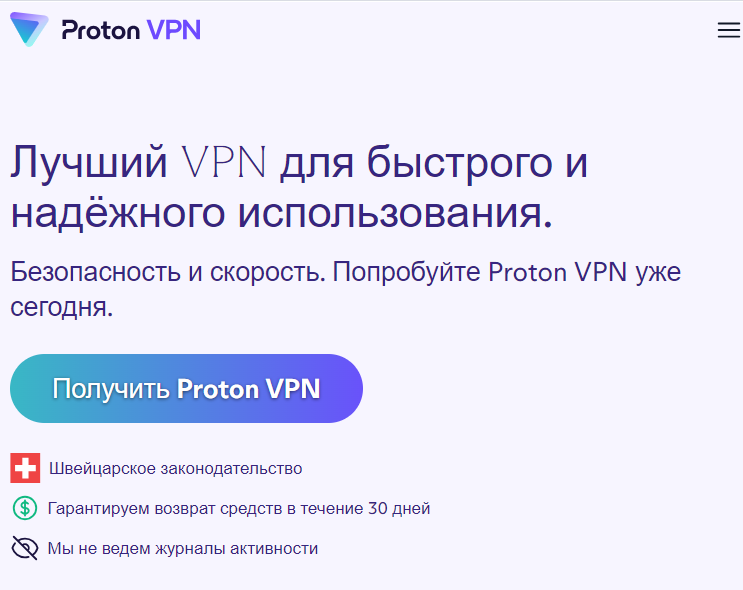 Proton VPN
Лучший VPN для быстрого и
надёжного использования.
Безопасность и скорость. Попробуйте Proton VPN уже
сегодня.
Получить Proton VPN
Швейцарское законодательство
Гарантируем возврат средств в течение 30 дней
Мы не ведем журналы активности